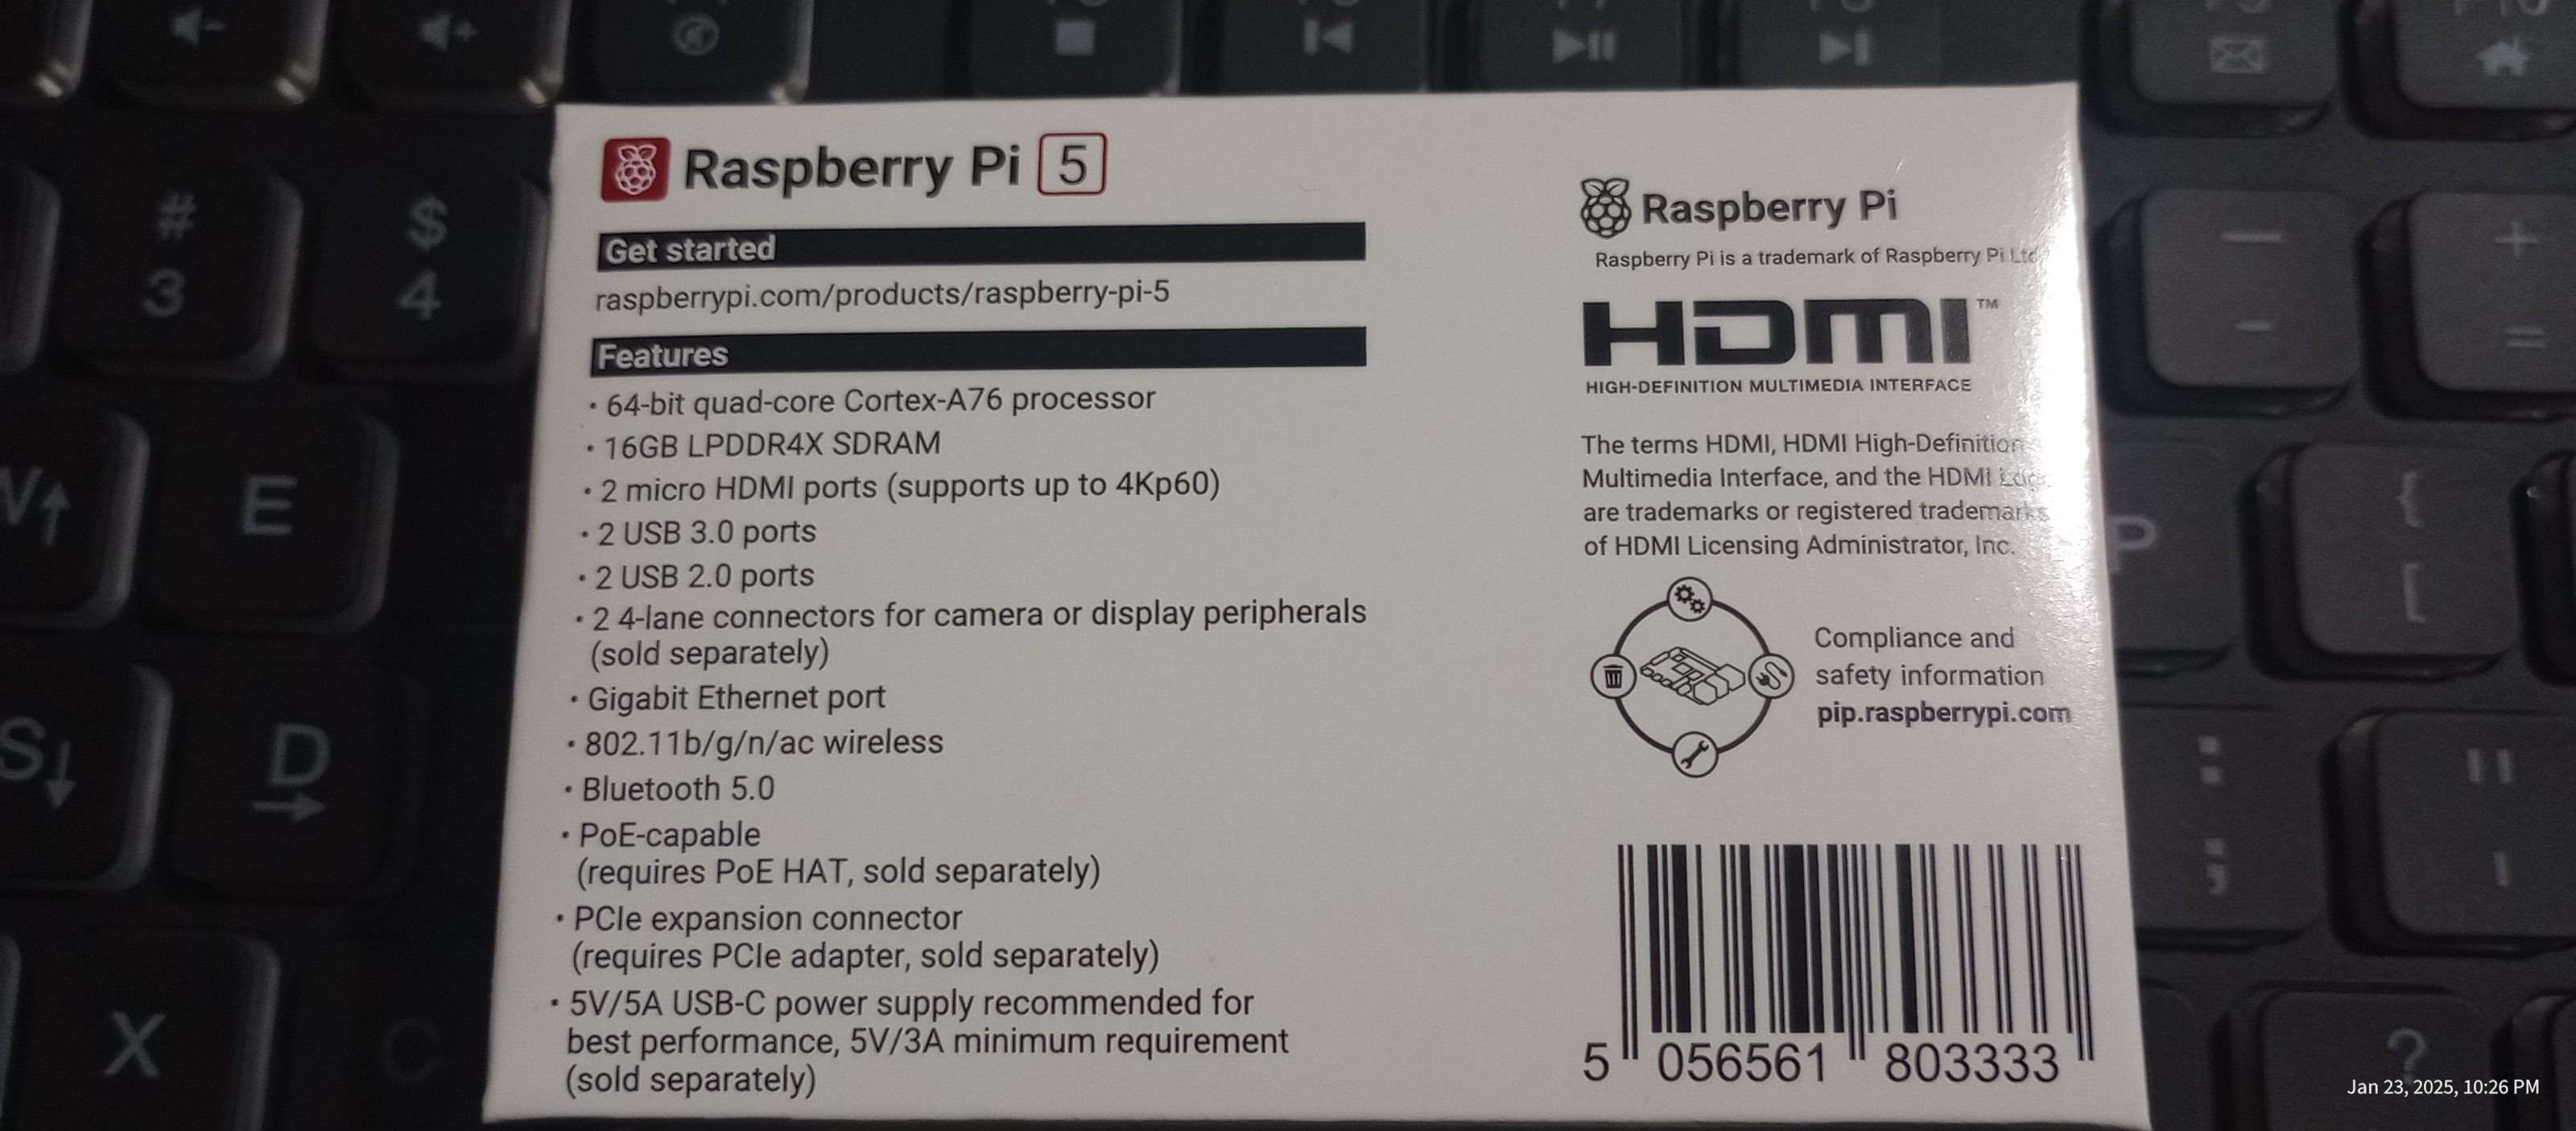 #
3
$
4
W
E
S
D
X
C
P
{
[
+
=
:
;
"
'
?
Raspberry Pi 5
Get started
raspberrypi.com/products/raspberry-pi-5
Features
· 64-bit quad-core Cortex-A76 processor
· 16GB LPDDR4X SDRAM
· 2 micro HDMI ports (supports up to 4Kp60)
· 2 USB 3.0 ports
· 2 USB 2.0 ports
· 2 4-lane connectors for camera or display peripherals
(sold separately)
· Gigabit Ethernet port
· 802.11b/g/n/ac wireless
· Bluetooth 5.0
· PoE-capable
(requires PoE HAT, sold separately)
· PCIe expansion connector
(requires PCIe adapter, sold separately)
· 5V/5A USB-C power supply recommended for
best performance, 5V/3A minimum requirement
(sold separately)
Raspberry Pi
Raspberry Pi is a trademark of Raspberry Pi Ltd
HDMI™
HIGH-DEFINITION MULTIMEDIA INTERFACE
The terms HDMI, HDMI High-Definition
Multimedia Interface, and the HDMI Logo
are trademarks or registered trademarks
of HDMI Licensing Administrator, Inc.
Compliance and
safety information
pip.raspberrypi.com
5 056561 803333
Jan 23, 2025, 10:26 PM